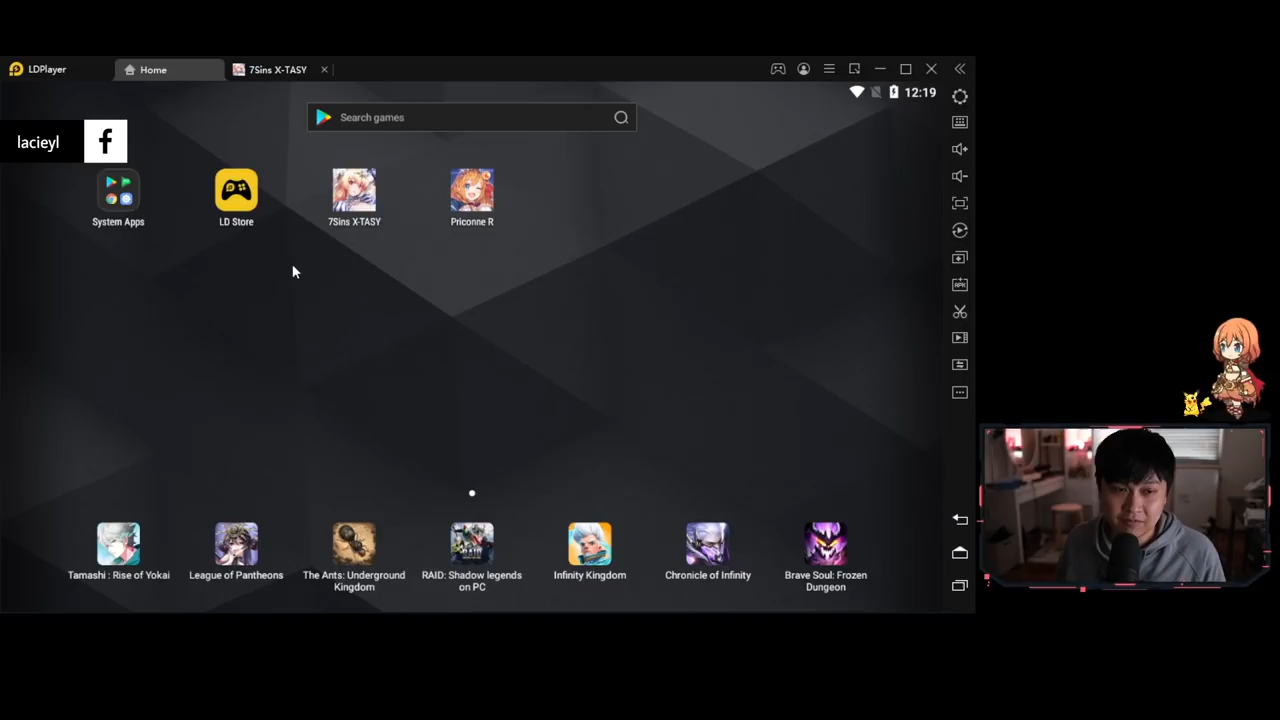 LDPlayer
Home
7Sins X-TASY
12:19
Search games
lacieyl
f
System Apps
LD Store
7Sins X-TASY
Priconne R
APK
Tamashi : Rise of Yokai
League of Pantheons
The Ants: Underground
Kingdom
RAID: Shadow legends
on PC
Infinity Kingdom
Chronicle of Infinity
Brave Soul: Frozen
Dungeon